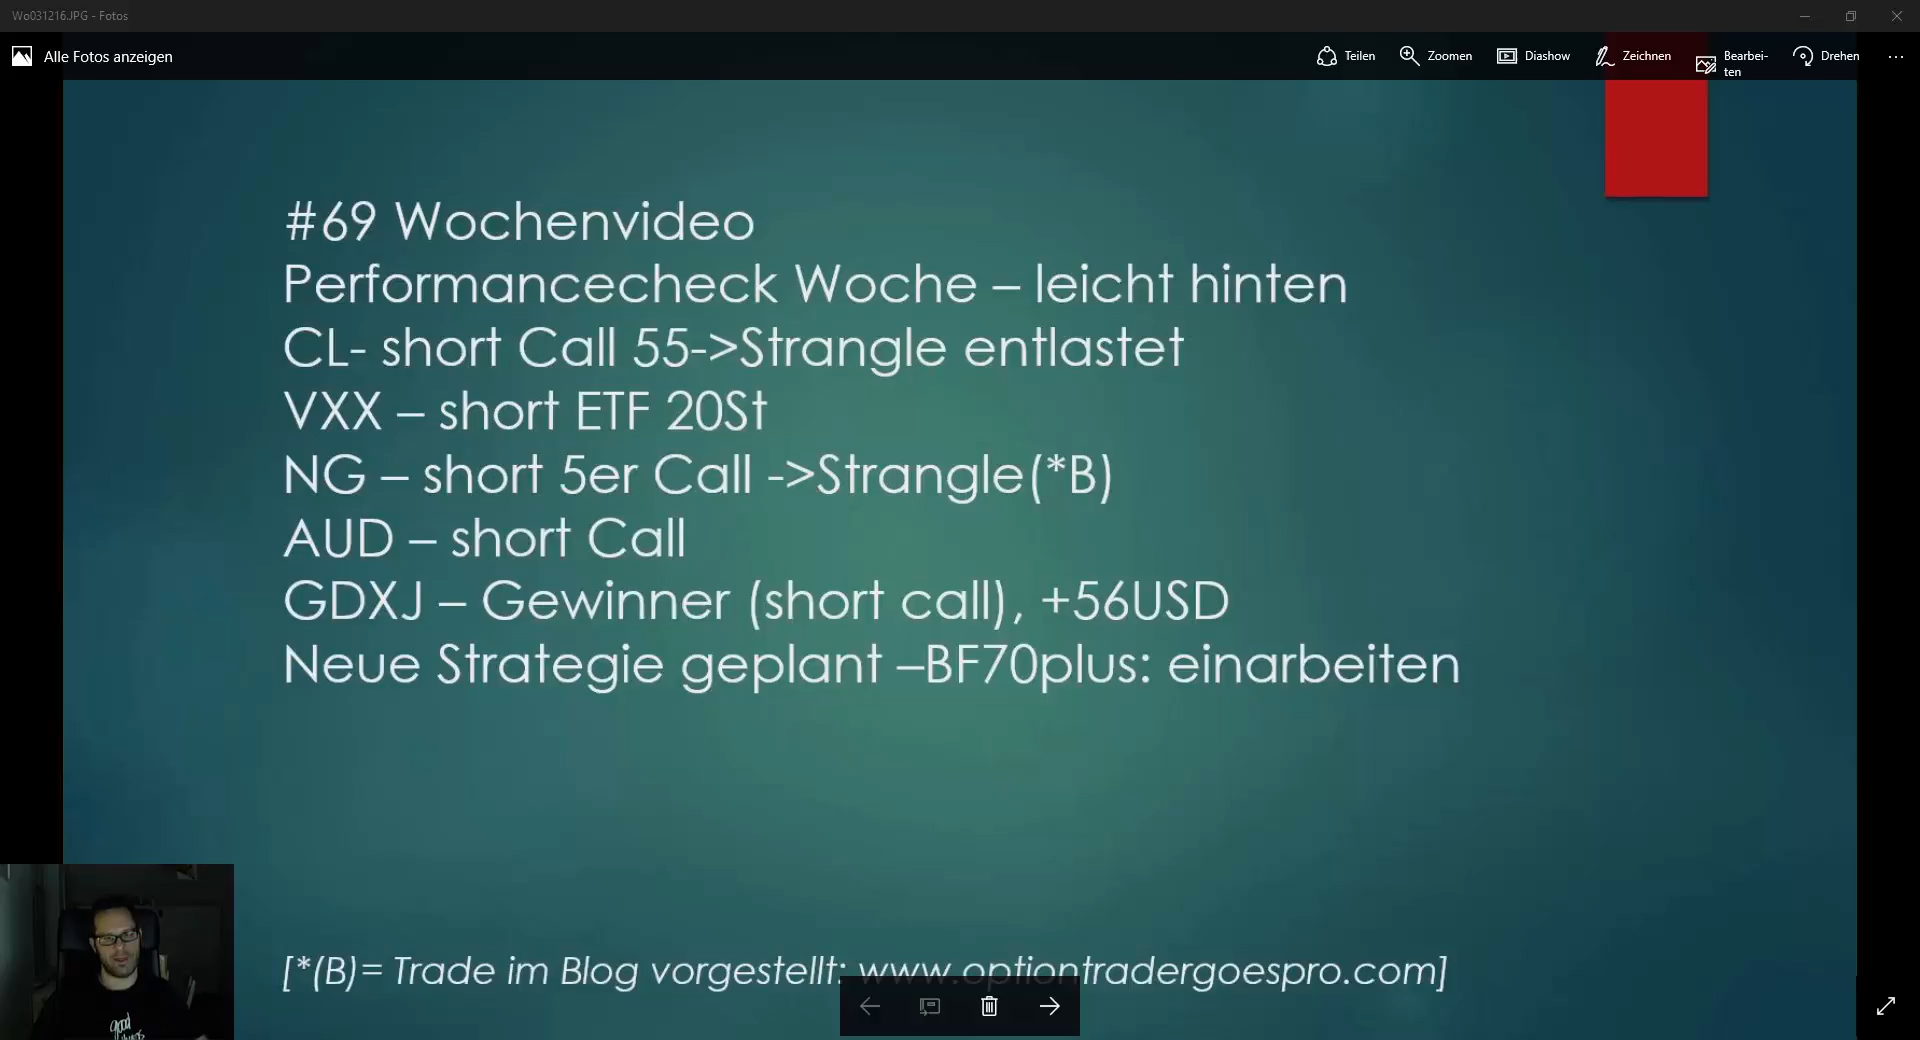 Wo031216.JPG - Fotos
Alle Fotos anzeigen
Teilen
Zoomen
Diashow
Zeichnen
Bearbei-
ten
Drehen
#69 Wochenvideo
Performancecheck Woche – leicht hinten
CL- short Call 55->Strangle entlastet
VXX – short ETF 20St
NG – short 5er Call ->Strangle(*B)
AUD – short Call
GDXJ – Gewinner (short call), +56USD
Neue Strategie geplant –BF70plus: einarbeiten
[*(B)= Trade im Blog vorgestellt: www.optiontradergoespro.com]
good